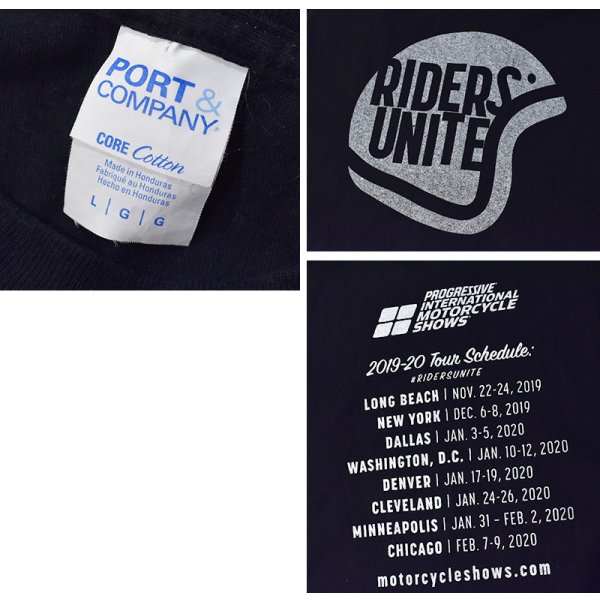 PORT &
COMPANY®
CORE Cotton
Made in Honduras
Fabriqué au Honduras
Hecho en Honduras
L | G | G
RIDERS
UNITE
PROGRESSIVE
INTERNATIONAL
MOTORCYCLE
SHOWS
2019-20 Tour Schedule:
#RIDERSUNITE
LONG BEACH | NOV. 22-24, 2019
NEW YORK | DEC. 6-8, 2019
DALLAS | JAN. 3-5, 2020
WASHINGTON, D.C. | JAN. 10-12, 2020
DENVER | JAN. 17-19, 2020
CLEVELAND | JAN. 24-26, 2020
MINNEAPOLIS | JAN. 31 – FEB. 2, 2020
CHICAGO | FEB. 7-9, 2020
motorcycleshows.com